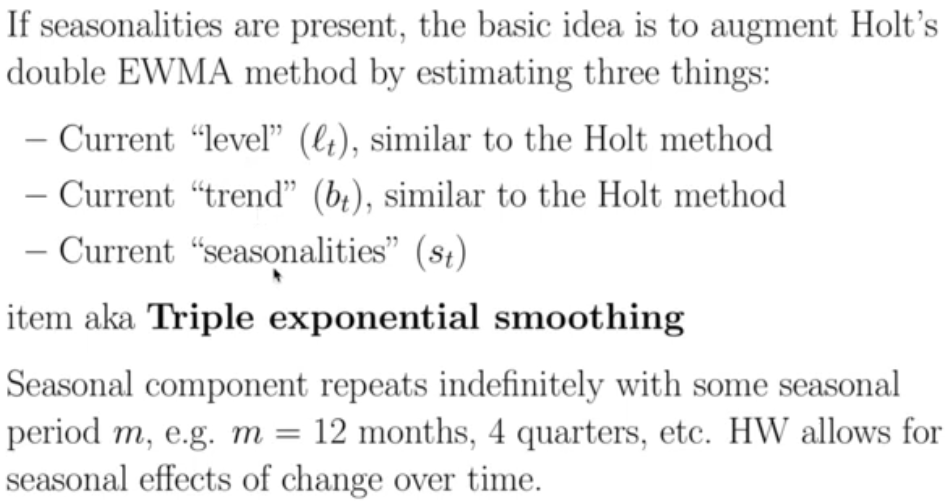 If seasonalities are present, the basic idea is to augment Holt's
double EWMA method by estimating three things:
– Current “level” (ℓₜ), similar to the Holt method
– Current “trend” (bₜ), similar to the Holt method
– Current “seasonalities” (sₜ)
item aka Triple exponential smoothing
Seasonal component repeats indefinitely with some seasonal
period m, e.g. m = 12 months, 4 quarters, etc. HW allows for
seasonal effects of change over time.